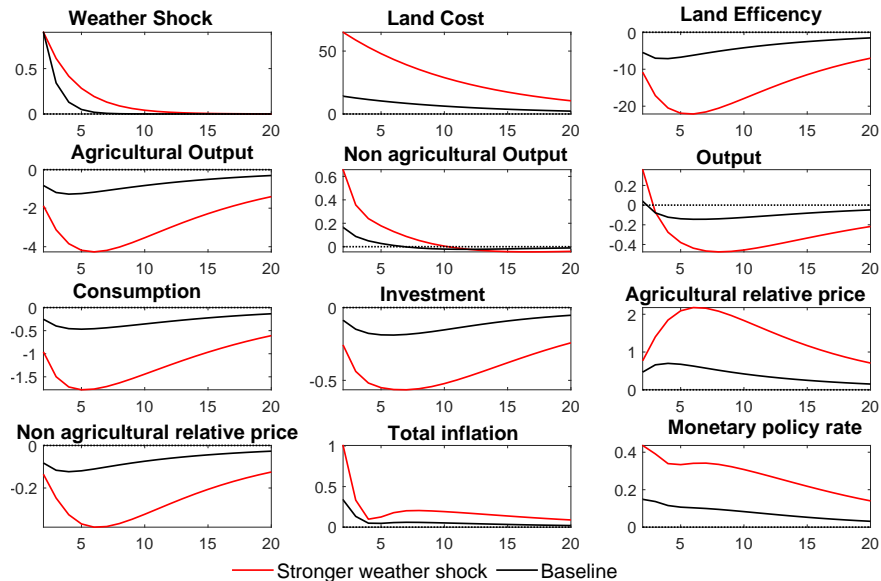 Weather Shock
Land Cost
Land Efficency
0.5
0
5 10 15 20
50
0
5 10 15 20
0
-10
-20
5 10 15 20
Agricultural Output
Non agricultural Output
Output
0
-2
-4
5 10 15 20
0.6
0.4
0.2
0
5 10 15 20
0.2
0
-0.2
-0.4
5 10 15 20
Consumption
Investment
Agricultural relative price
0
-0.5
-1
-1.5
5 10 15 20
0
-0.5
5 10 15 20
2
1
0
5 10 15 20
Non agricultural relative price
Total inflation
Monetary policy rate
0
-0.2
5 10 15 20
1
0.5
0
5 10 15 20
0.4
0.2
0
5 10 15 20
Stronger weather shock Baseline